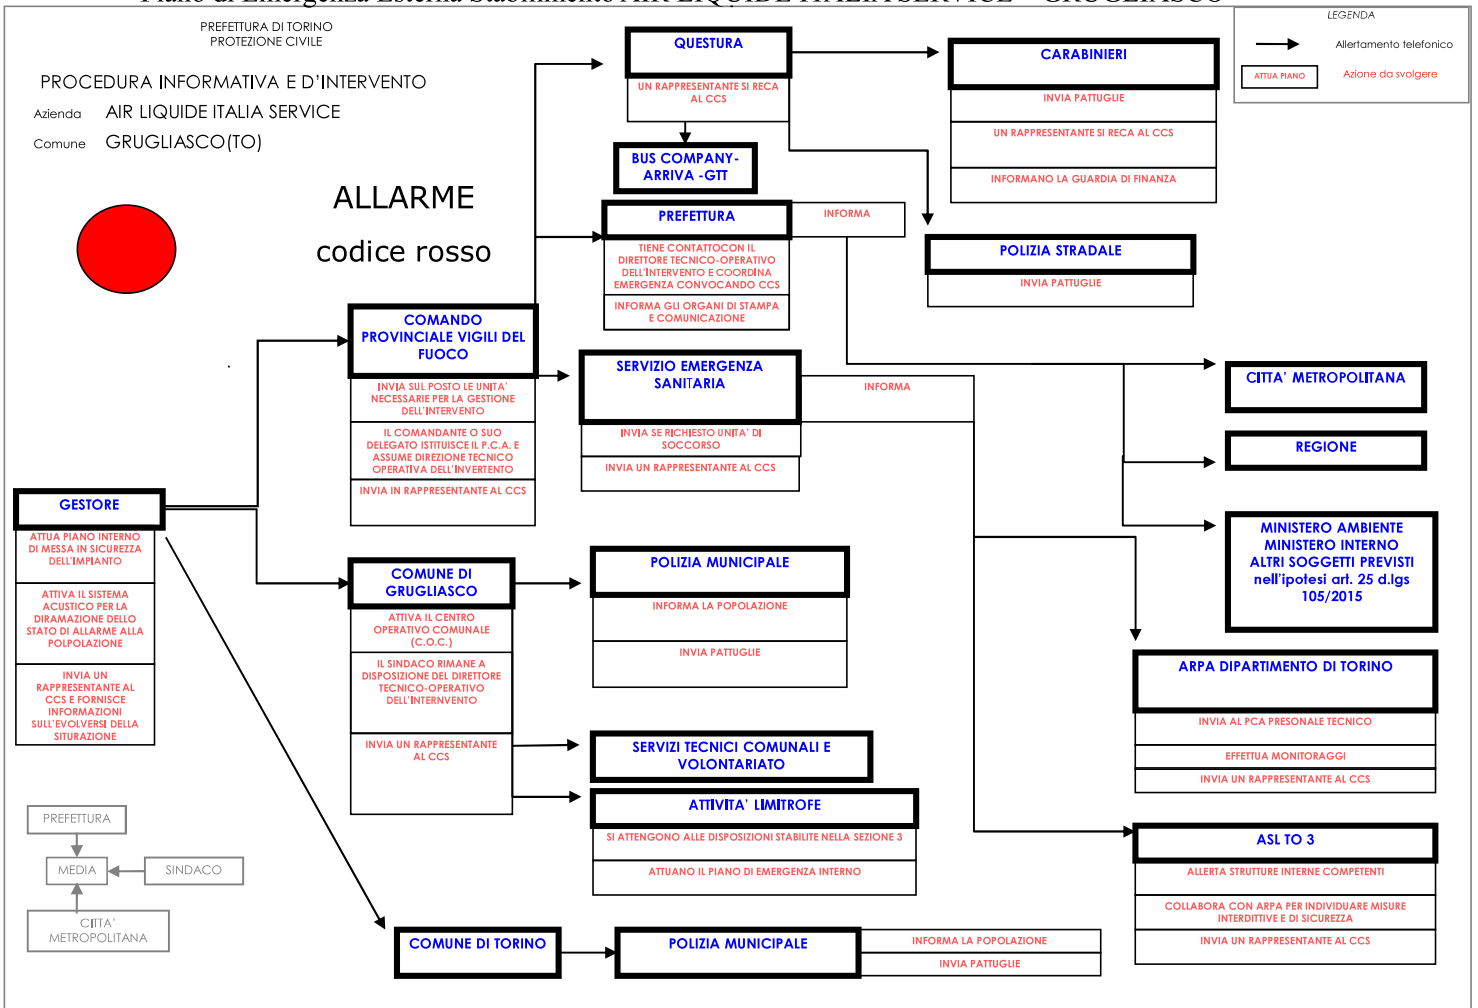 Piano di Emergenza Esterna Stabilimento AIR LIQUIDE ITALIA SERVICE – GRUGLIASCO
PREFETTURA DI TORINO
PROTEZIONE CIVILE
PROCEDURA INFORMATIVA E D'INTERVENTO
Azienda AIR LIQUIDE ITALIA SERVICE
Comune GRUGLIASCO(TO)
ALLARME
codice rosso
LEGENDA
Allertamento telefonico
ATTUA PIANO
Azione da svolgere
QUESTURA
UN RAPPRESENTANTE SI RECA
AL CCS
BUS COMPANY-
ARRIVA -GTT
CARABINIERI
INVIA PATTUGLIE
UN RAPPRESENTANTE SI RECA AL CCS
INFORMANO LA GUARDIA DI FINANZA
PREFETTURA
INFORMA
TIENE CONTATTOCON IL
DIRETTORE TECNICO-OPERATIVO
DELL'INTERVENTO E COORDINA
EMERGENZA CONVOCANDO CCS
INFORMA GLI ORGANI DI STAMPA
E COMUNICAZIONE
POLIZIA STRADALE
INVIA PATTUGLIE
COMANDO
PROVINCIALE VIGILI DEL
FUOCO
INVIA SUL POSTO LE UNITA'
NECESSARIE PER LA GESTIONE
DELL'INTERVENTO
IL COMANDANTE O SUO
DELEGATO ISTITUISCE IL P.C.A. E
ASSUME DIREZIONE TECNICO
OPERATIVA DELL'INVERTENTO
INVIA IN RAPPRESENTANTE AL CCS
SERVIZIO EMERGENZA
SANITARIA
INFORMA
INVIA SE RICHIESTO UNITA' DI
SOCCORSO
INVIA UN RAPPRESENTANTE AL CCS
CITTA' METROPOLITANA
REGIONE
MINISTERO AMBIENTE
MINISTERO INTERNO
ALTRI SOGGETTI PREVISTI
nell'ipotesi art. 25 d.lgs
105/2015
GESTORE
ATTUA PIANO INTERNO
DI MESSA IN SICUREZZA
DELL'IMPIANTO
ATTIVA IL SISTEMA
ACUSTICO PER LA
DIRAMAZIONE DELLO
STATO DI ALLARME ALLA
POLPOLAZIONE
INVIA UN
RAPPRESENTANTE AL
CCS E FORNISCE
INFORMAZIONI
SULL'EVOLVERSI DELLA
SITURAZIONE
COMUNE DI
GRUGLIASCO
ATTIVA IL CENTRO
OPERATIVO COMUNALE
(C.O.C.)
IL SINDACO RIMANE A
DISPOSIZIONE DEL DIRETTORE
TECNICO-OPERATIVO
DELL'INTERNVENTO
INVIA UN RAPPRESENTANTE
AL CCS
POLIZIA MUNICIPALE
INFORMA LA POPOLAZIONE
INVIA PATTUGLIE
SERVIZI TECNICI COMUNALI E
VOLONTARIATO
ATTIVITA' LIMITROFE
SI ATTENGONO ALLE DISPOSIZIONI STABILITE NELLA SEZIONE 3
ATTUANO IL PIANO DI EMERGENZA INTERNO
ARPA DIPARTIMENTO DI TORINO
INVIA AL PCA PRESONALE TECNICO
EFFETTUA MONITORAGGI
INVIA UN RAPPRESENTANTE AL CCS
ASL TO 3
ALLERTA STRUTTURE INTERNE COMPETENTI
COLLABORA CON ARPA PER INDIVIDUARE MISURE
INTERDITTIVE E DI SICUREZZA
INVIA UN RAPPRESENTANTE AL CCS
PREFETTURA
MEDIA
SINDACO
CITTA'
METROPOLITANA
COMUNE DI TORINO
POLIZIA MUNICIPALE
INFORMA LA POPOLAZIONE
INVIA PATTUGLIE